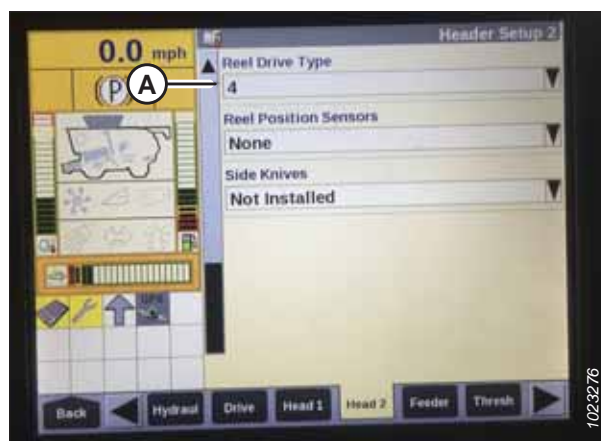 Header Setup 2
0.0 mph
Reel Drive Type
(P)
A
4
Reel Position Sensors
None
Side Knives
Not Installed
GPS
Back
Hydraul
Drive
Head 1
Head 2
Feeder
Thresh
1023276